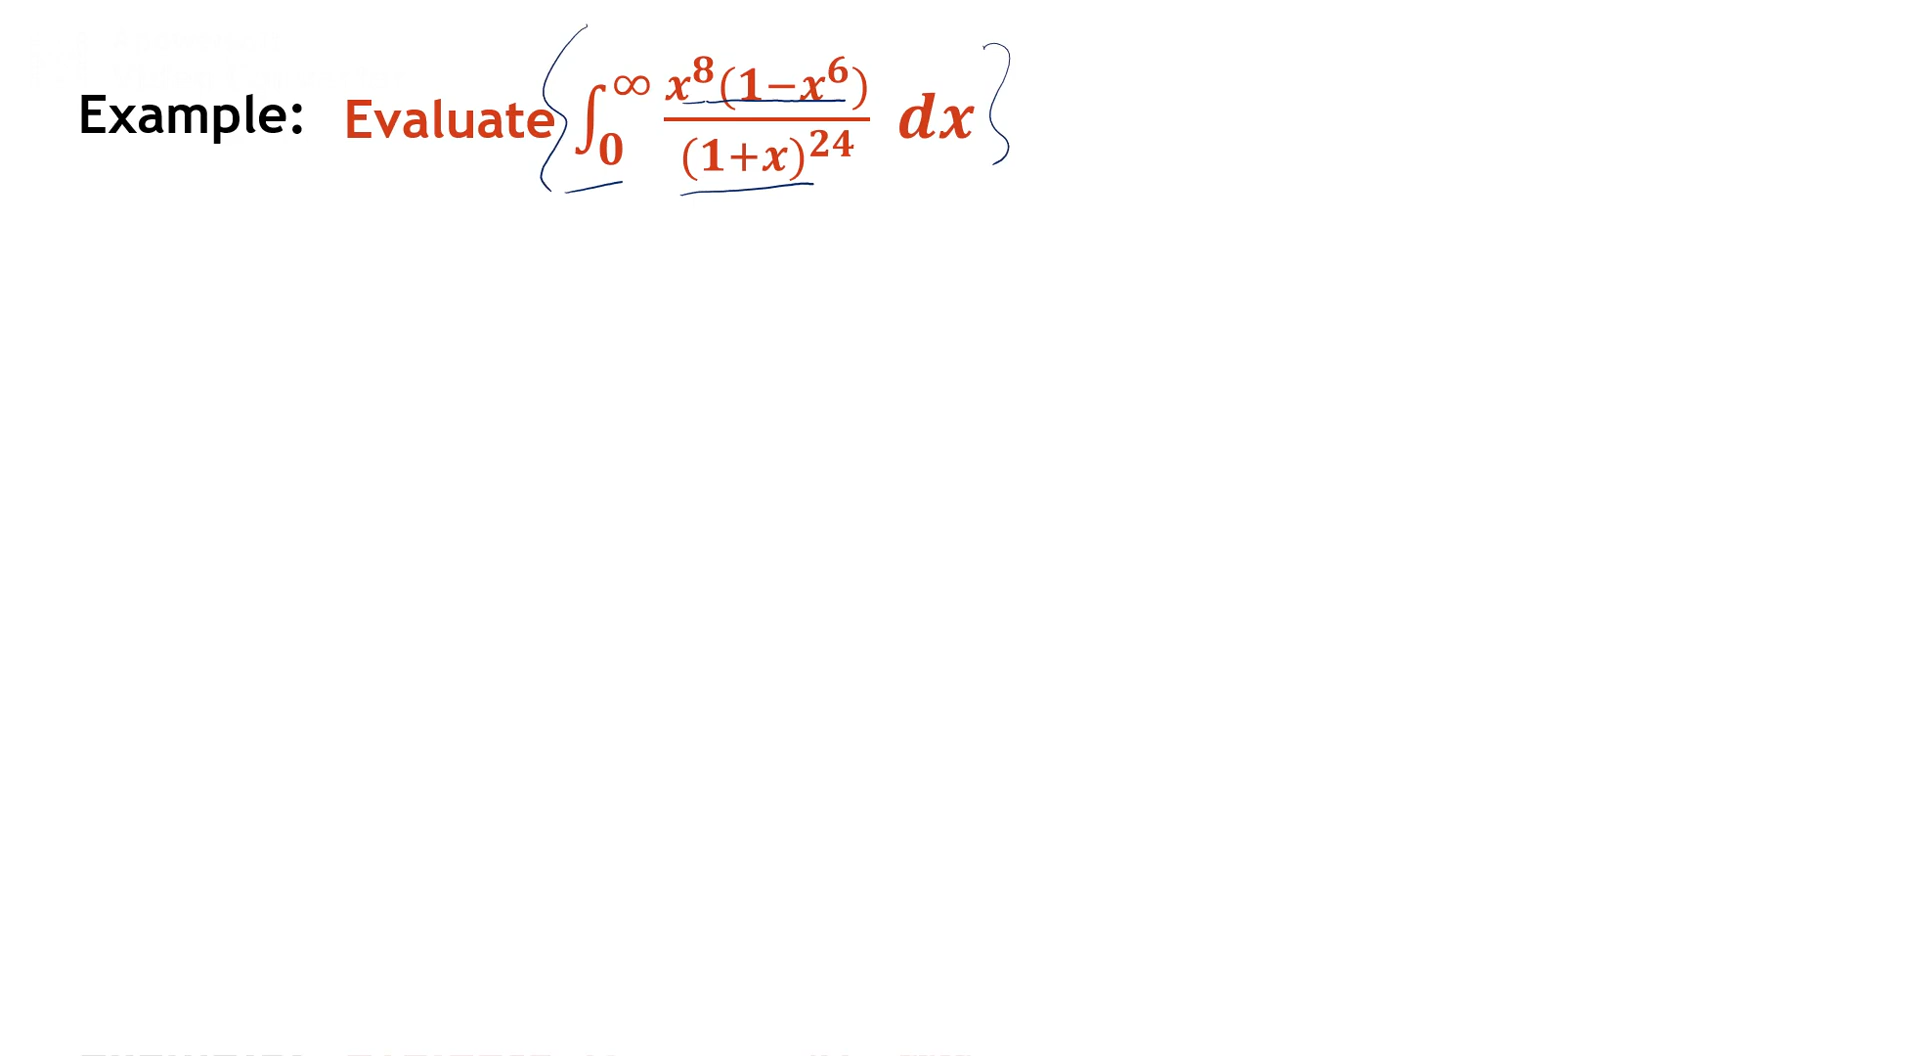 Example: Evaluate ∫₀^∞ x⁸(1−x⁶)/(1+x)²⁴ dx